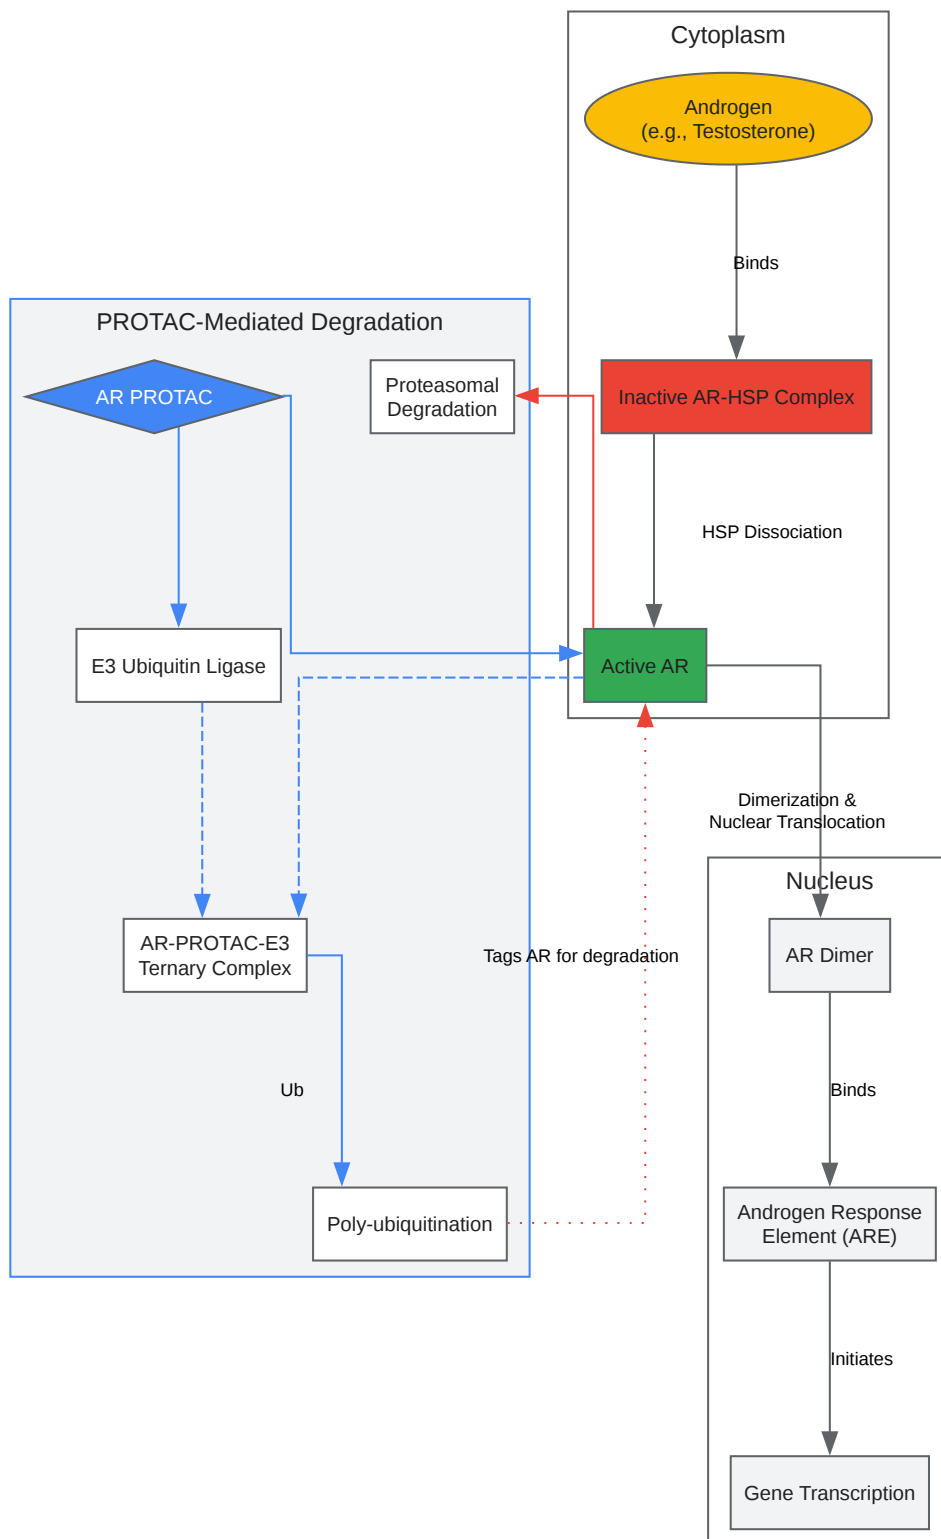 Cytoplasm
Androgen
(e.g., Testosterone)
Binds
PROTAC-Mediated Degradation
AR PROTAC
Proteasomal
Degradation
Inactive AR-HSP Complex
HSP Dissociation
E3 Ubiquitin Ligase
Active AR
Dimerization &
Nuclear Translocation
Nucleus
AR-PROTAC-E3
Ternary Complex
Tags AR for degradation
AR Dimer
Ub
Binds
Poly-ubiquitination
Androgen Response
Element (ARE)
Initiates
Gene Transcription